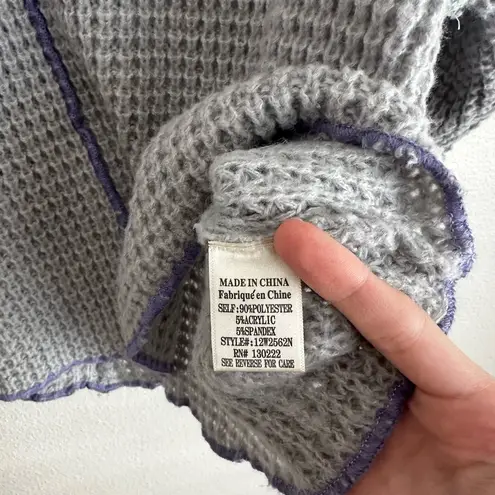 MADE IN CHINA
Fabriqué en Chine
SELF:90%POLYESTER
5%ACRYLIC
5%SPANDEX
STYLE#:12W2562N
RN# 130222
SEE REVERSE FOR CARE